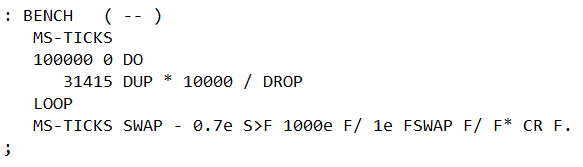 : BENCH   ( -- )
   MS-TICKS
   100000 0 DO
      31415 DUP * 10000 / DROP
   LOOP
   MS-TICKS SWAP - 0.7e S>F 1000e F/ 1e FSWAP F/ F* CR F.
;